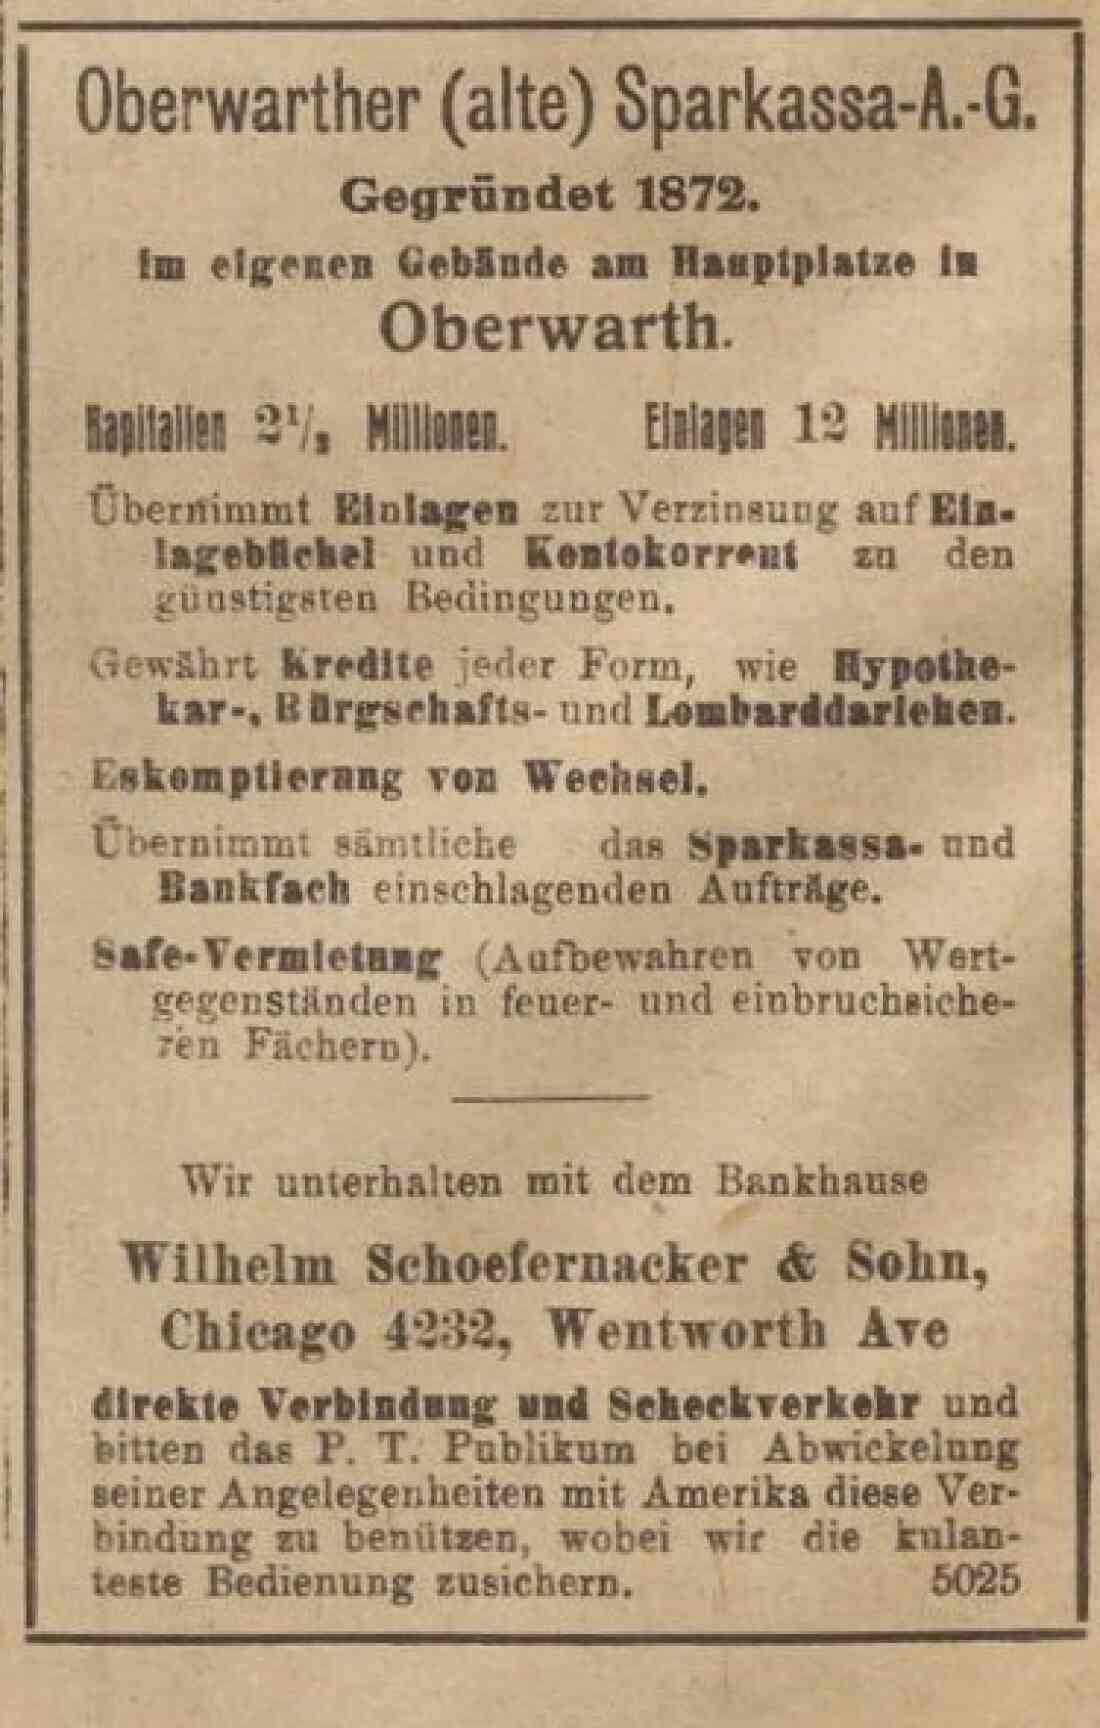 Oberwarther (alte) Sparkassa-A.-G.
Gegründet 1872.
im eigenen Gebäude am Hauptplatze in
Oberwarth.
Kapitalien 2½ Millionen. Einlagen 12 Millionen.
Übernimmt Einlagen zur Verzinsung auf Ein-
lagebüchel und Kontokorrent zu den
günstigsten Bedingungen.
Gewährt Kredite jeder Form, wie Hypothe-
kar-, Bürgschafts- und Lombarddarlehen.
Eskomptierung von Wechsel.
Übernimmt sämtliche das Sparkassa- und
Bankfach einschlagenden Aufträge.
Safe-Vermietung (Aufbewahren von Wert-
gegenständen in feuer- und einbruchsiche-
ren Fächern).
Wir unterhalten mit dem Bankhause
Wilhelm Schoefernacker & Sohn,
Chicago 4232, Wentworth Ave
direkte Verbindung und Scheckverkehr und
bitten das P. T. Publikum bei Abwickelung
seiner Angelegenheiten mit Amerika diese Ver-
bindung zu benützen, wobei wir die kulan-
teste Bedienung zusichern. 5025